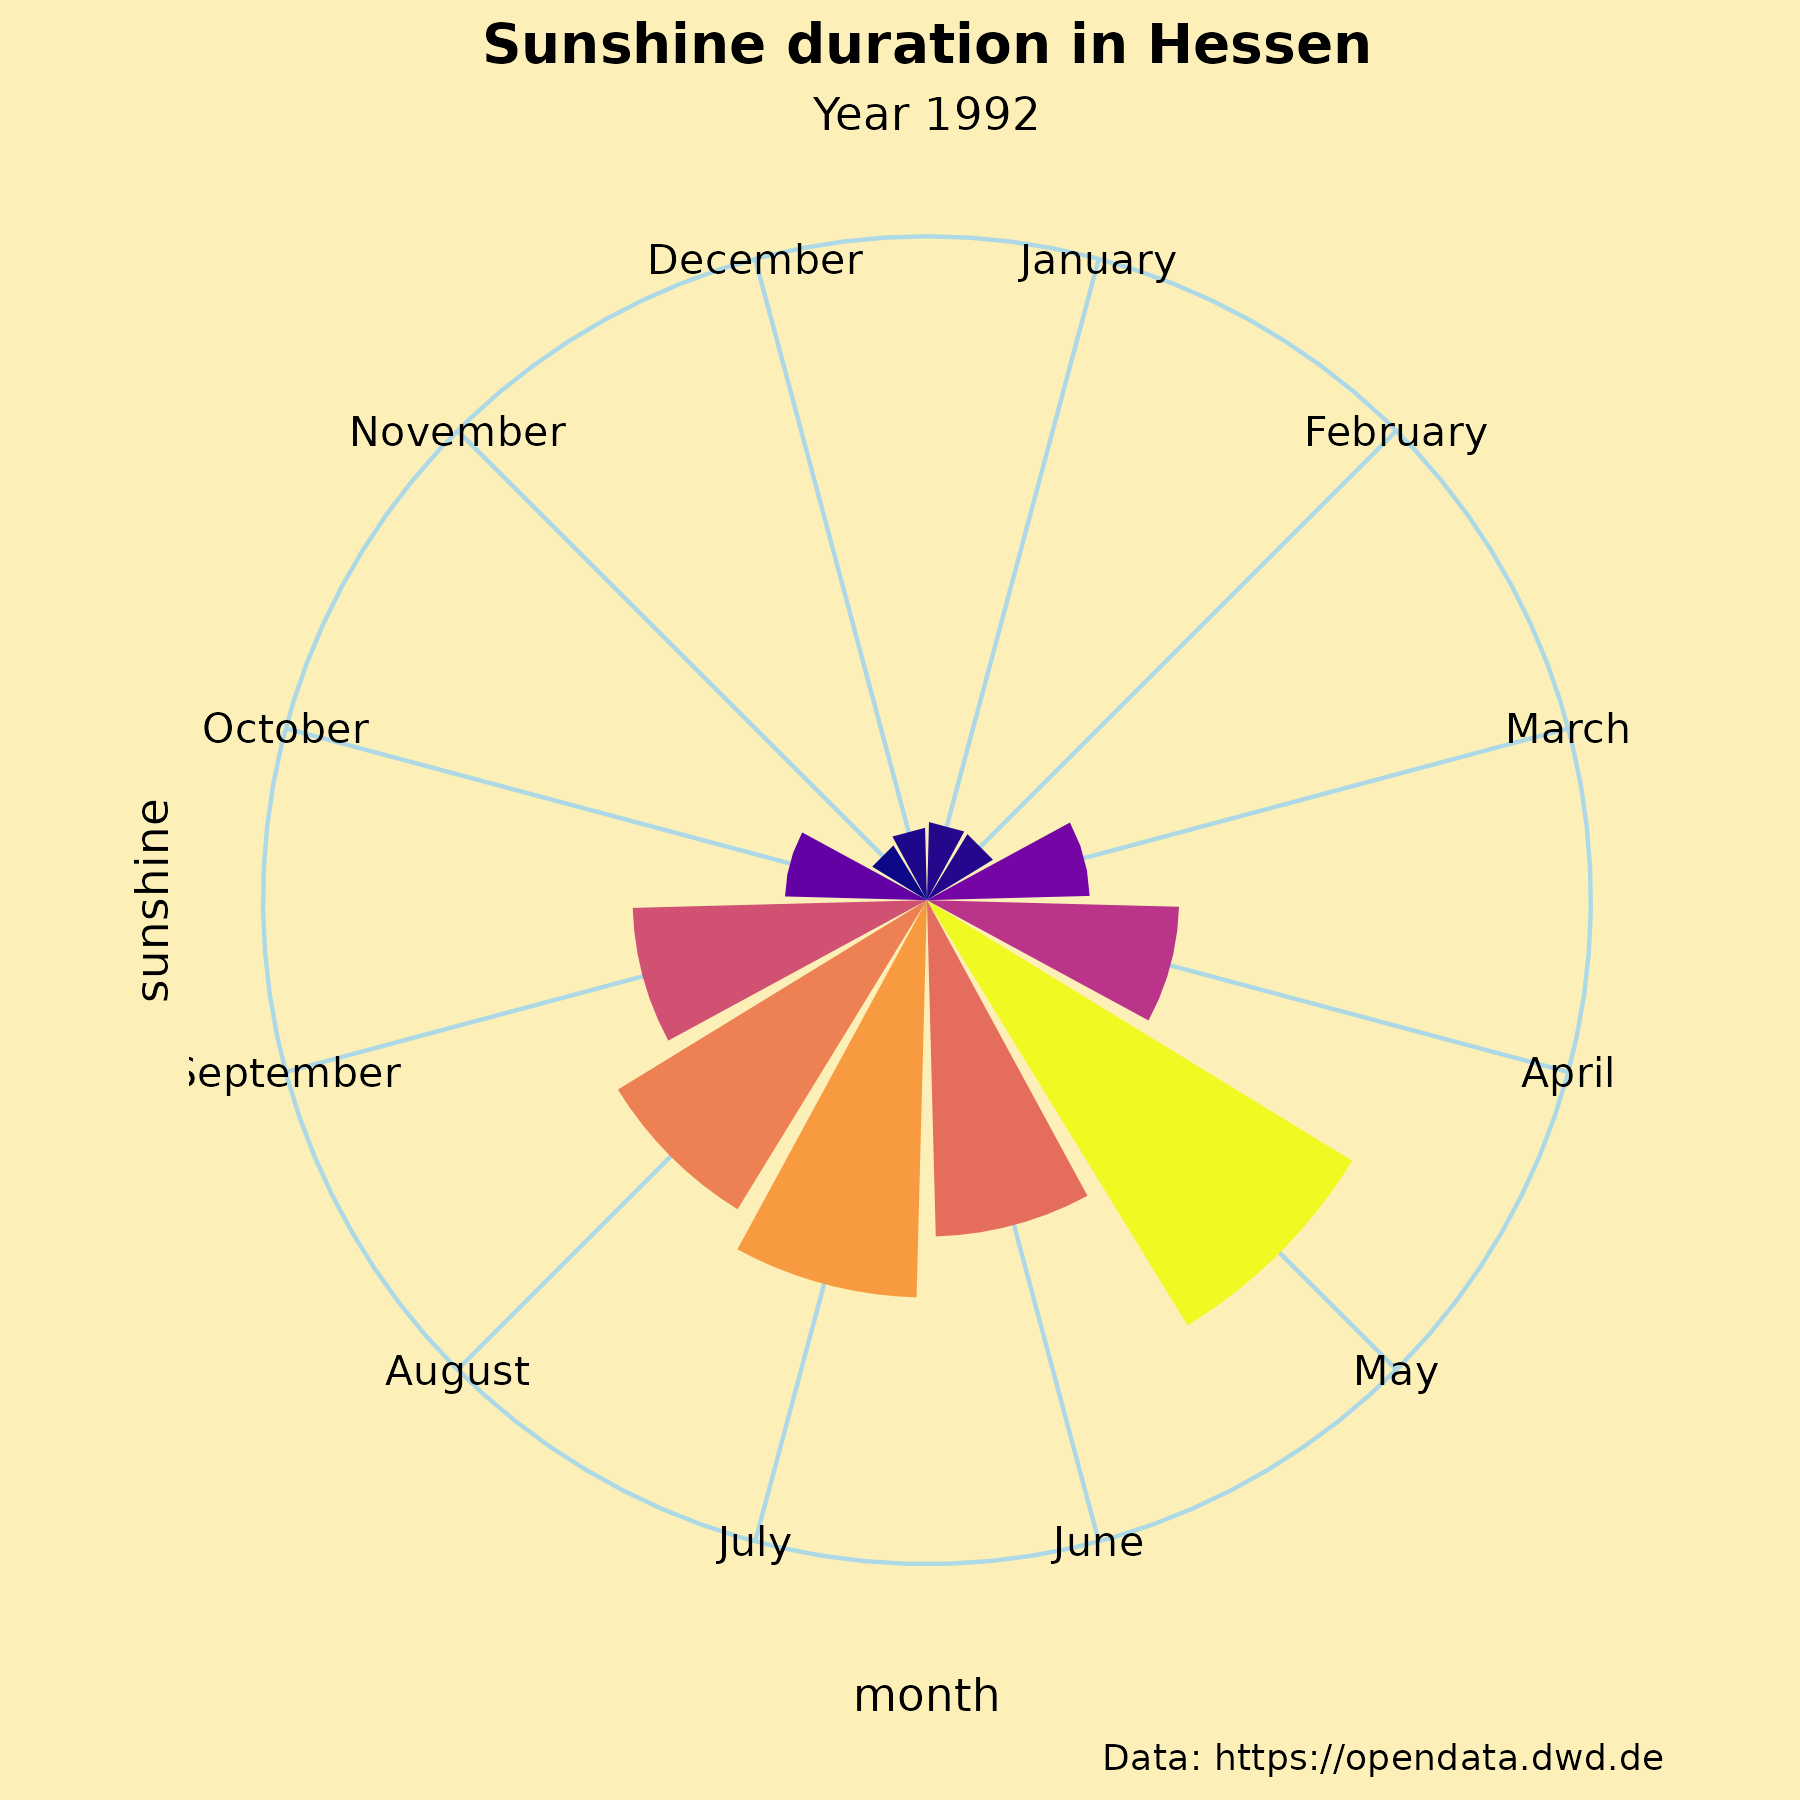 Sunshine duration in Hessen
Year 1992
December
January
November
February
October
March
sunshine
September
April
August
May
July
June
month
Data: https://opendata.dwd.de